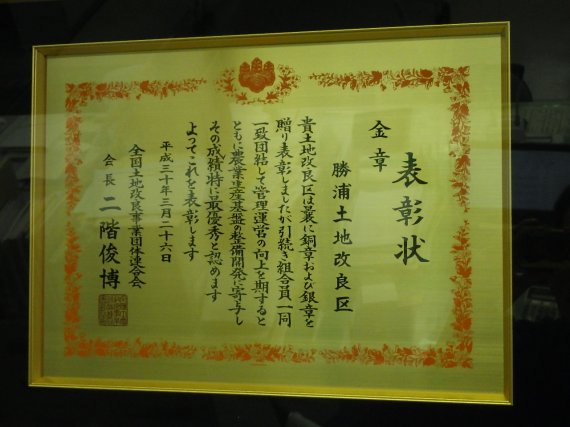 表彰状
金章
勝浦土地改良区
貴土地改良区は曩に銅章および銀章を
贈り表彰しましたが引続き組合員一同
一致団結して管理運営の向上を期すると
ともに農業生産基盤の整備開発に寄与し
その成績特に最優秀と認めます
よってこれを表彰します
平成三十年三月二十六日
全国土地改良事業団体連合会
会長 二階俊博